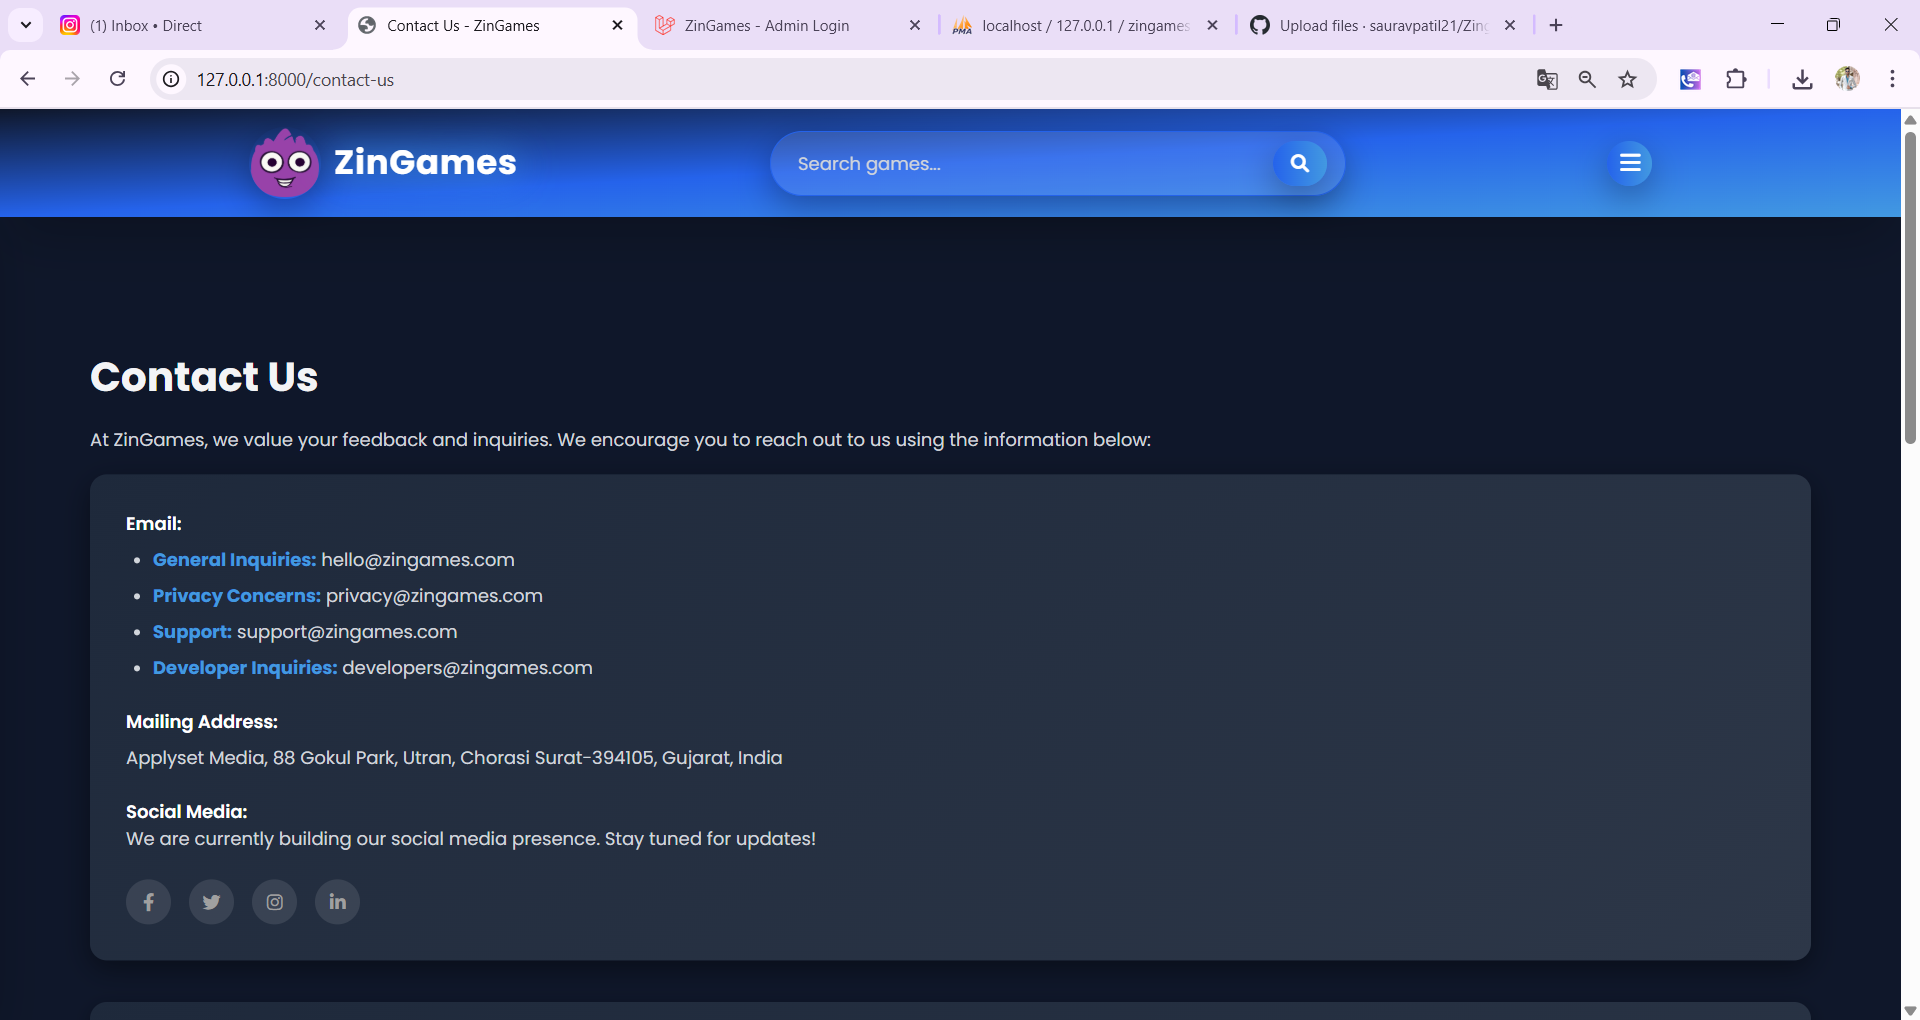 (1) Inbox • Direct
Contact Us - ZinGames
ZinGames - Admin Login
localhost / 127.0.0.1 / zingames
Upload files · sauravpatil21/Zin
127.0.0.1:8000/contact-us
ZinGames
Search games...
Contact Us
At ZinGames, we value your feedback and inquiries. We encourage you to reach out to us using the information below:
Email:
• General Inquiries: hello@zingames.com
• Privacy Concerns: privacy@zingames.com
• Support: support@zingames.com
• Developer Inquiries: developers@zingames.com
Mailing Address:
Applyset Media, 88 Gokul Park, Utran, Chorasi Surat-394105, Gujarat, India
Social Media:
We are currently building our social media presence. Stay tuned for updates!